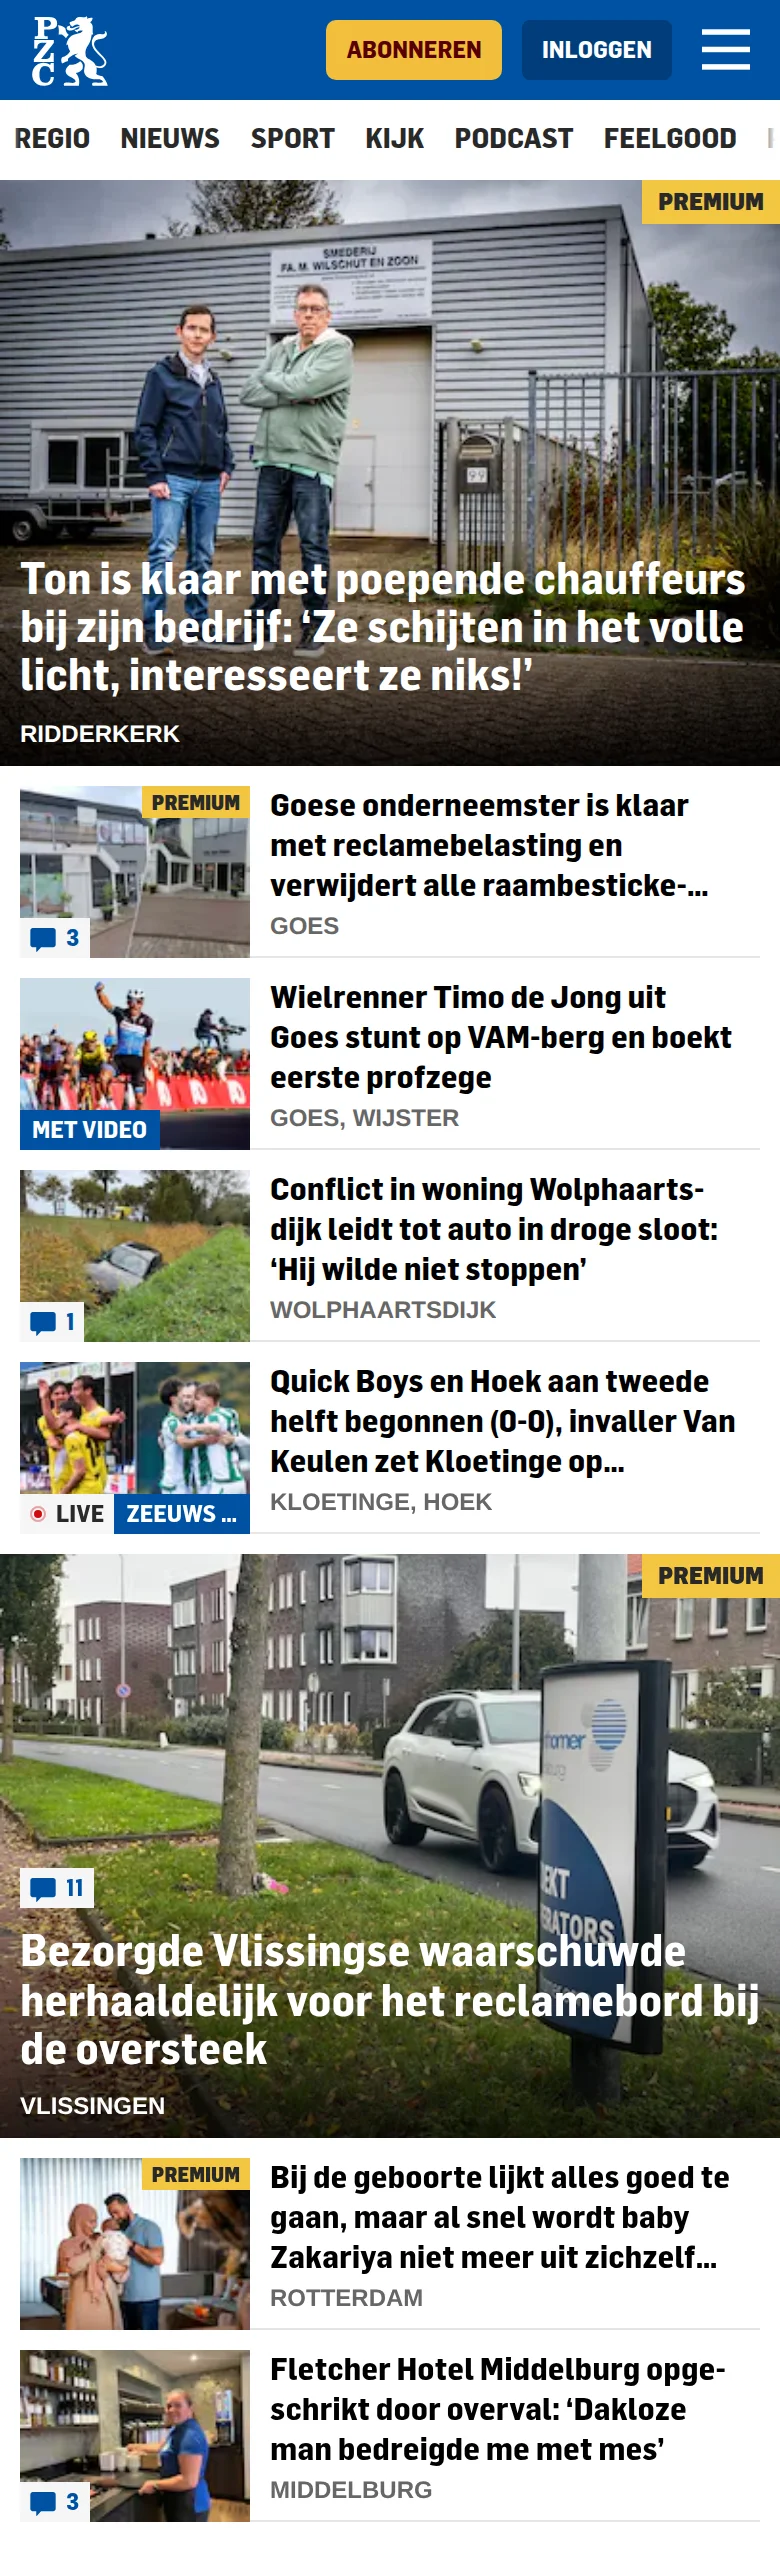 PZC
ABONNEREN
INLOGGEN
REGIO NIEUWS SPORT KIJK PODCAST FEELGOOD
PREMIUM
SMEDERIJ
FA. M. WILSCHUT EN ZOON
99
Ton is klaar met poepende chauffeurs
bij zijn bedrijf: ‘Ze schijten in het volle
licht, interesseert ze niks!’
RIDDERKERK
PREMIUM
3
Goese onderneemster is klaar
met reclamebelasting en
verwijdert alle raambesticke-...
GOES
MET VIDEO
Wielrenner Timo de Jong uit
Goes stunt op VAM-berg en boekt
eerste profzege
GOES, WIJSTER
1
Conflict in woning Wolphaarts-
dijk leidt tot auto in droge sloot:
‘Hij wilde niet stoppen’
WOLPHAARTSDIJK
LIVE
ZEEUWS ...
Quick Boys en Hoek aan tweede
helft begonnen (0-0), invaller Van
Keulen zet Kloetinge op...
KLOETINGE, HOEK
PREMIUM
11
Bezorgde Vlissingse waarschuwde
herhaaldelijk voor het reclamebord bij
de oversteek
VLISSINGEN
PREMIUM
Bij de geboorte lijkt alles goed te
gaan, maar al snel wordt baby
Zakariya niet meer uit zichzelf...
ROTTERDAM
3
Fletcher Hotel Middelburg opge-
schrikt door overval: ‘Dakloze
man bedreigde me met mes’
MIDDELBURG